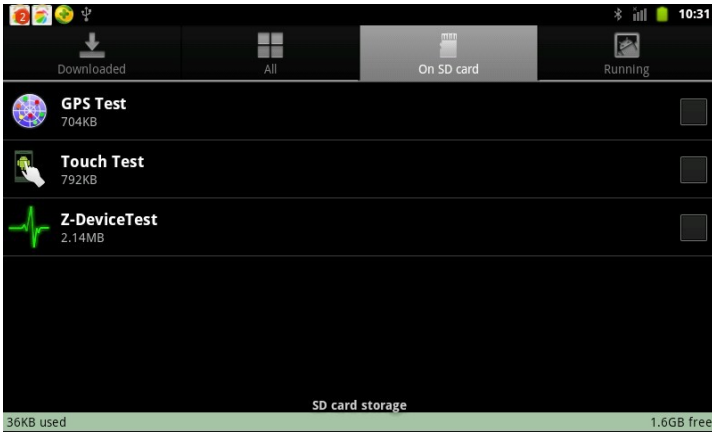 2
10:31
Downloaded
All
On SD card
Running
GPS Test
704KB
Touch Test
792KB
Z-DeviceTest
2.14MB
SD card storage
36KB used
1.6GB free